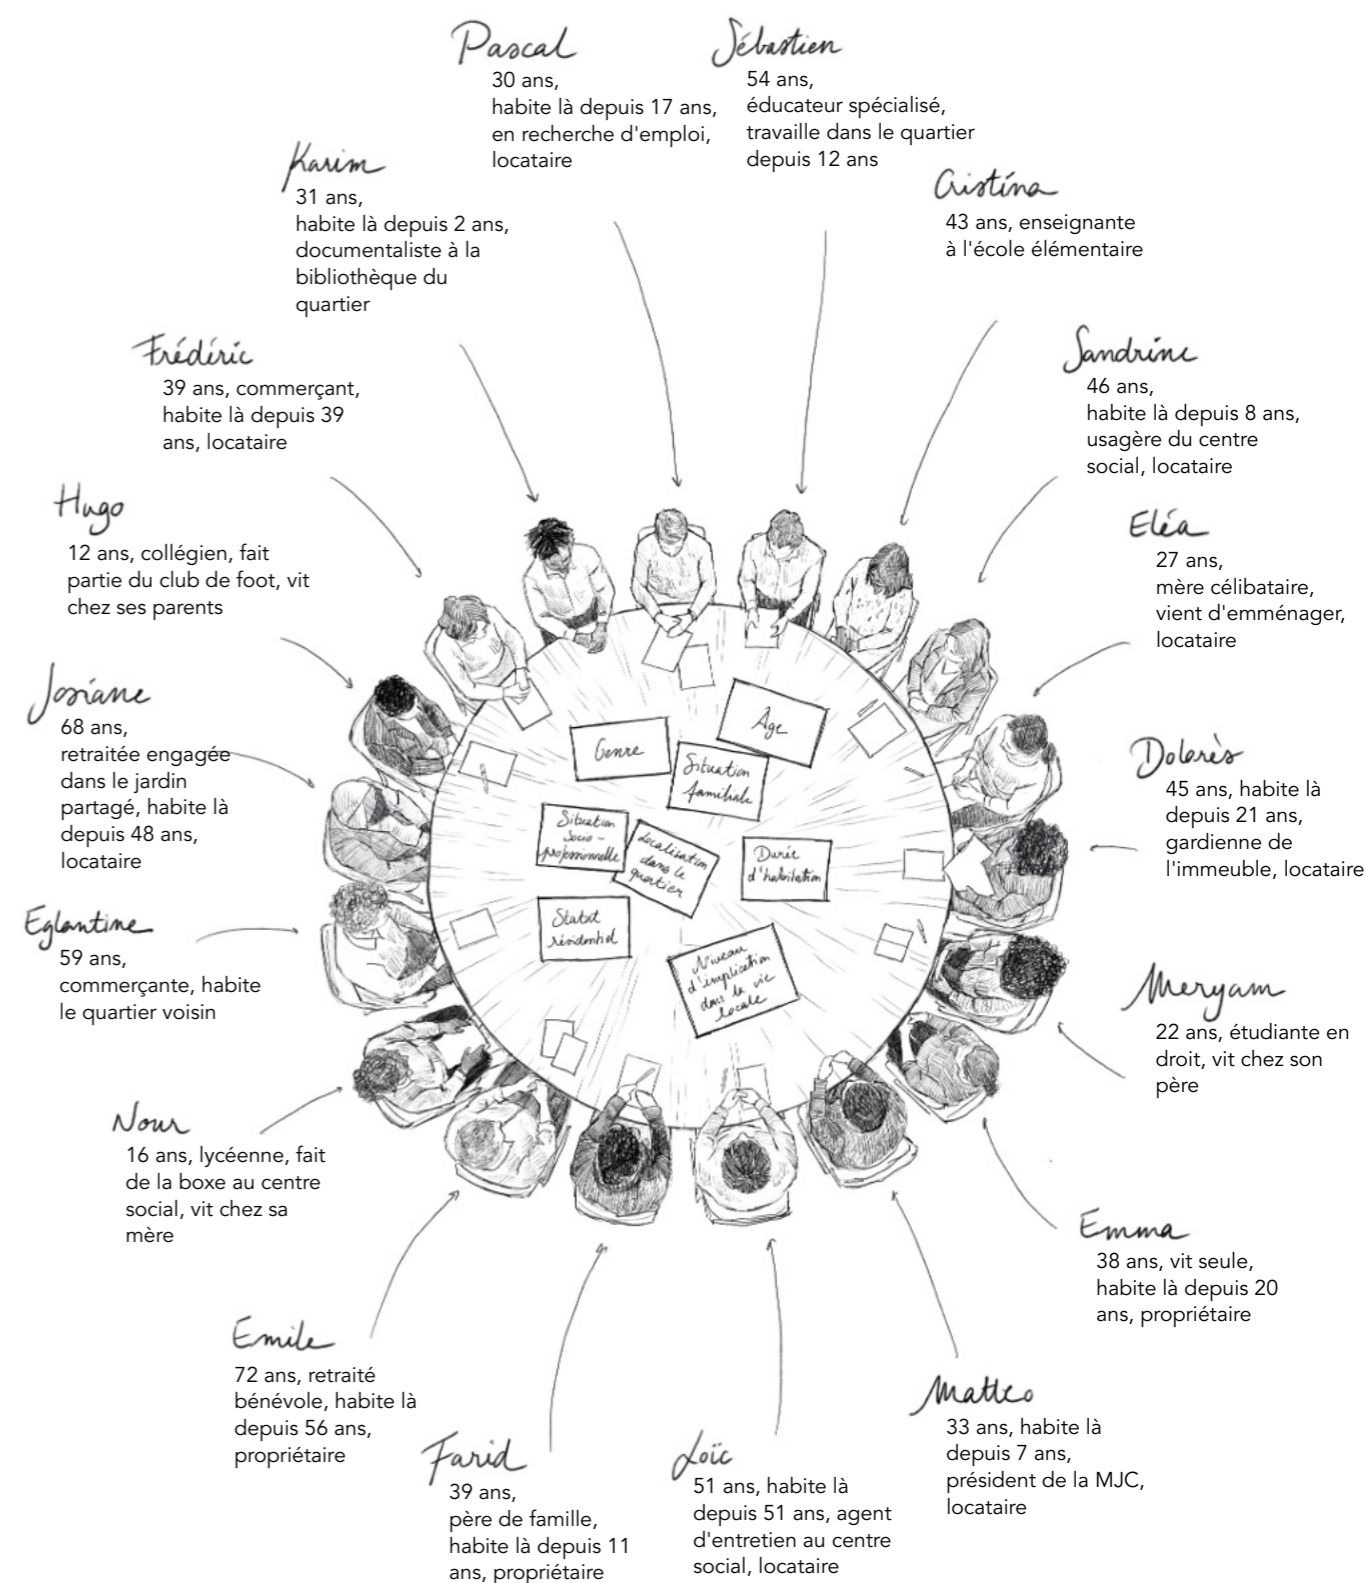 Pascal
30 ans,
habite là depuis 17 ans,
en recherche d'emploi,
locataire
Sébastien
54 ans,
éducateur spécialisé,
travaille dans le quartier
depuis 12 ans
Karim
31 ans,
habite là depuis 2 ans,
documentaliste à la
bibliothèque du
quartier
Cristina
43 ans, enseignante
à l'école élémentaire
Frédéric
39 ans, commerçant,
habite là depuis 39
ans, locataire
Sandrine
46 ans,
habite là depuis 8 ans,
usagère du centre
social, locataire
Hugo
12 ans, collégien, fait
partie du club de foot, vit
chez ses parents
Eléa
27 ans,
mère célibataire,
vient d'emménager,
locataire
Josiane
68 ans,
retraitée engagée
dans le jardin
partagé, habite là
depuis 48 ans,
locataire
Dolorès
45 ans, habite là
depuis 21 ans,
gardienne de
l'immeuble, locataire
Genre
Âge
Situation
familiale
Situation
socio-
professionnelle
Localisation
dans le
quartier
Durée
d'habitation
Statut
résidentiel
Niveau
d'implication
dans la vie
locale
Eglantine
59 ans,
commerçante, habite
le quartier voisin
Meryam
22 ans, étudiante en
droit, vit chez son
père
Nour
16 ans, lycéenne, fait
de la boxe au centre
social, vit chez sa
mère
Emma
38 ans, vit seule,
habite là depuis 20
ans, propriétaire
Emile
72 ans, retraité
bénévole, habite là
depuis 56 ans,
propriétaire
Farid
39 ans,
père de famille,
habite là depuis 11
ans, propriétaire
Loïc
51 ans, habite là
depuis 51 ans, agent
d'entretien au centre
social, locataire
Matteo
33 ans, habite là
depuis 7 ans,
président de la MJC,
locataire